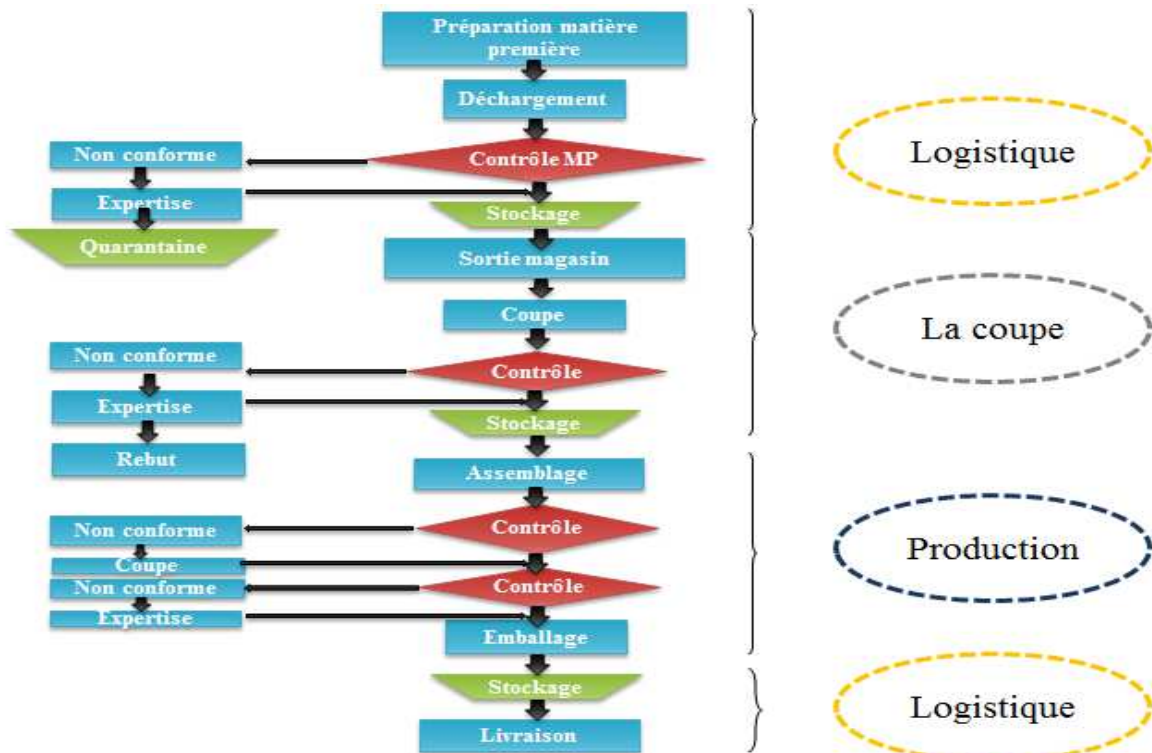 Préparation matière
première
Déchargement
Non conforme
Contrôle MP
Logistique
Expertise
Stockage
Quarantaine
Sortie magasin
Coupe
La coupe
Non conforme
Contrôle
Expertise
Stockage
Rebut
Assemblage
Non conforme
Contrôle
Production
Coupe
Non conforme
Contrôle
Expertise
Emballage
Stockage
Logistique
Livraison